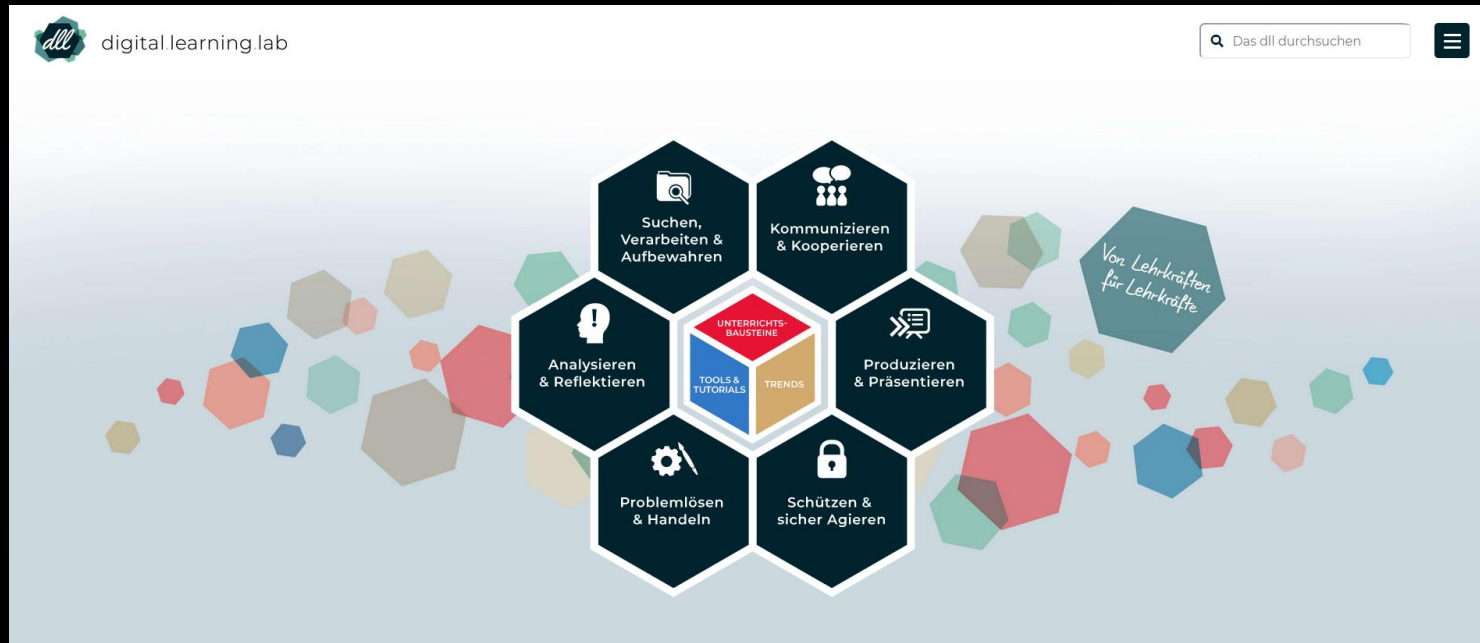 dll
digital.learning.lab
Das dll durchsuchen
Suchen,
Verarbeiten &
Aufbewahren
Kommunizieren
& Kooperieren
Von Lehrkräften
für Lehrkräfte
Analysieren
& Reflektieren
UNTERRICHTS-
BAUSTEINE
TOOLS &
TUTORIALS
TRENDS
Produzieren
& Präsentieren
Problemlösen
& Handeln
Schützen &
sicher Agieren